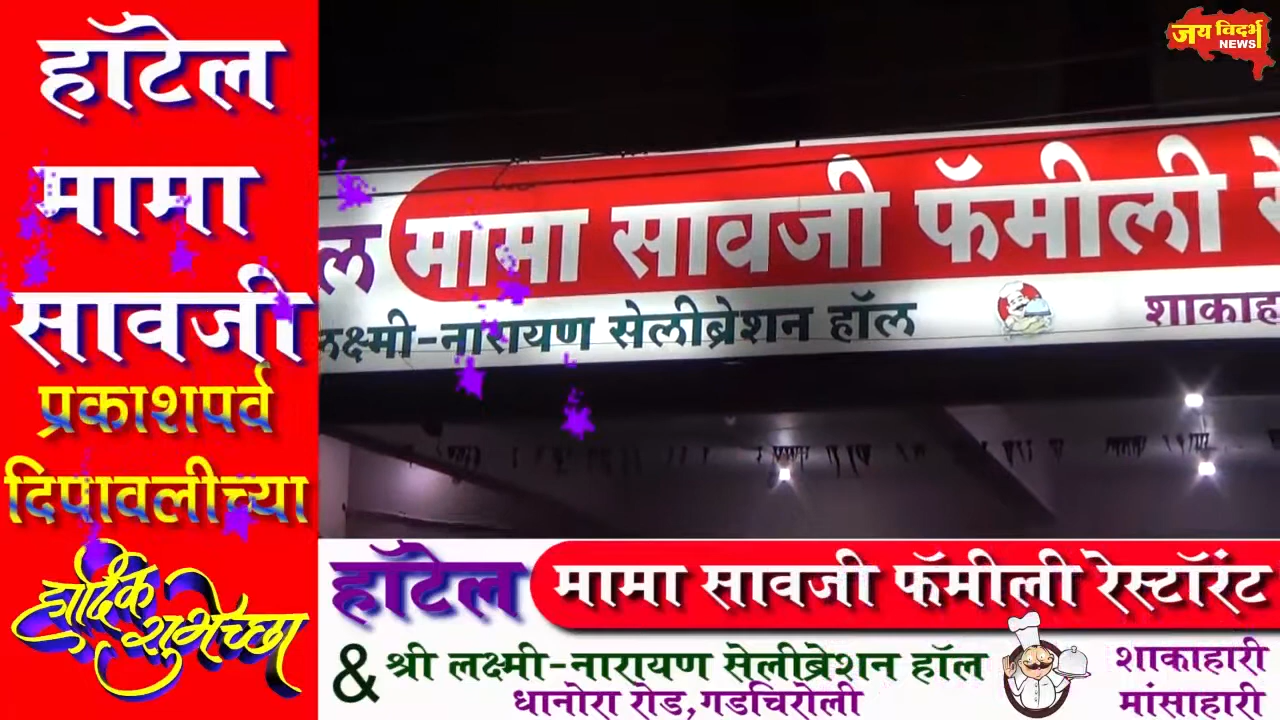 हॉटेल
मामा
सावजी
प्रकाशपर्व
दिपावलीच्या
हार्दिक
शुभेच्छा
जय विदर्भ
NEWS
ल मामा सावजी फॅमीली रे
लक्ष्मी-नारायण सेलीब्रेशन हॉल
शाकाह
हॉटेल मामा सावजी फॅमीली रेस्टॉरंट
& श्री लक्ष्मी-नारायण सेलीब्रेशन हॉल
धानोरा रोड,गडचिरोली
शाकाहारी
मांसाहारी